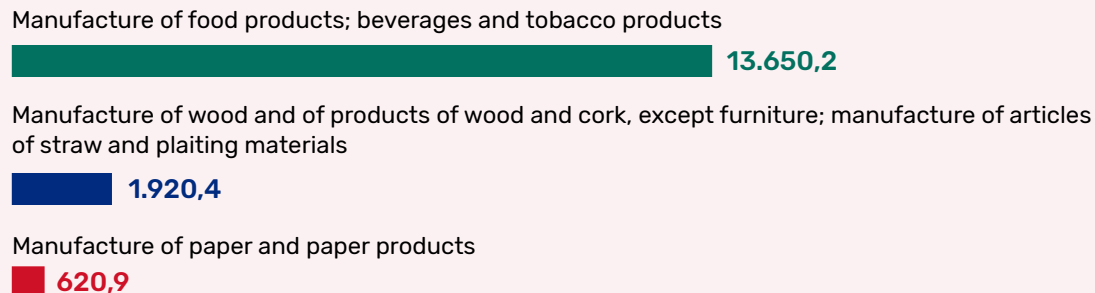 Manufacture of food products; beverages and tobacco products
13.650,2
Manufacture of wood and of products of wood and cork, except furniture; manufacture of articles
of straw and plaiting materials
1.920,4
Manufacture of paper and paper products
620,9